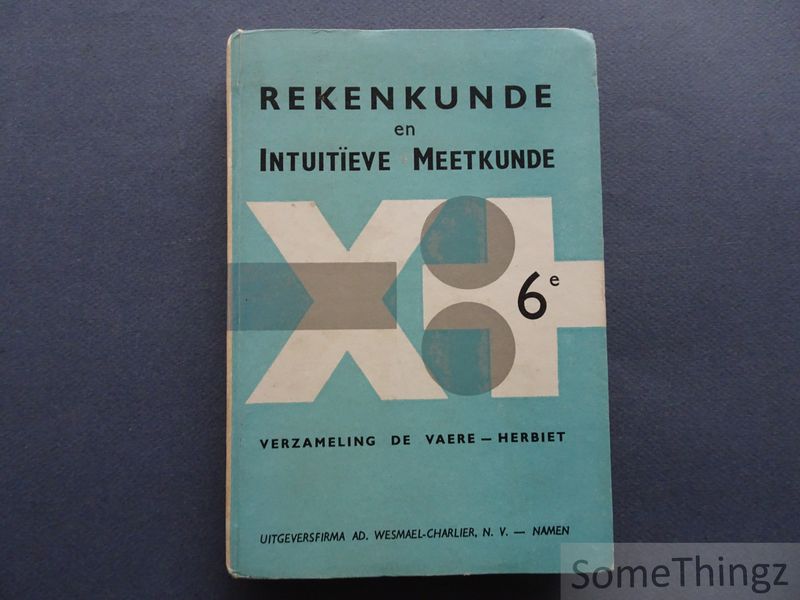 REKENKUNDE
en
INTUITÏEVE MEETKUNDE
X
6e
VERZAMELING DE VAERE — HERBIET
UITGEVERSFIRMA AD. WESMAEL-CHARLIER, N. V. — NAMEN
SomeThingz